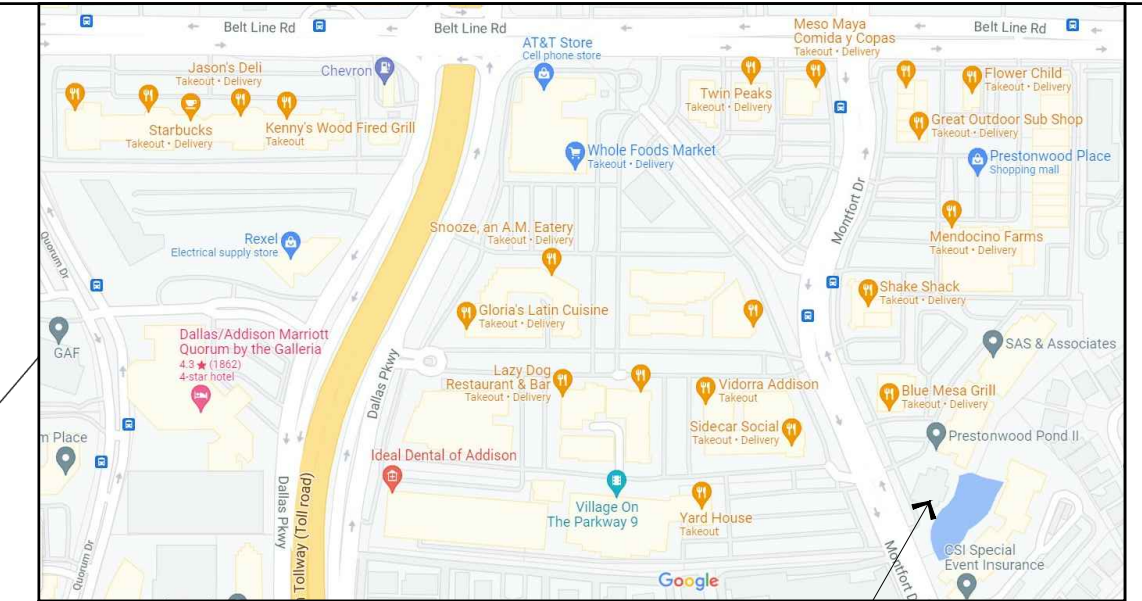 Belt Line Rd
Belt Line Rd
Belt Line Rd
Meso Maya
Comida y Copas
Takeout • Delivery
AT&T Store
Cell phone store
Jason's Deli
Takeout • Delivery
Chevron
Twin Peaks
Takeout • Delivery
Flower Child
Takeout • Delivery
Starbucks
Takeout • Delivery
Kenny's Wood Fired Grill
Takeout
Great Outdoor Sub Shop
Takeout • Delivery
Whole Foods Market
Takeout • Delivery
Prestonwood Place
Shopping mall
Montfort Dr
Snooze, an A.M. Eatery
Takeout • Delivery
Rexel
Electrical supply store
Mendocino Farms
Takeout • Delivery
Quorum Dr
Shake Shack
Takeout • Delivery
Gloria's Latin Cuisine
Takeout • Delivery
GAF
Dallas/Addison Marriott
Quorum by the Galleria
4.3 ★ (1862)
4-star hotel
SAS & Associates
Dallas Pkwy
Lazy Dog
Restaurant & Bar
Takeout • Delivery
Vidorra Addison
Takeout
Blue Mesa Grill
Takeout • Delivery
Sidecar Social
Takeout • Delivery
m Place
Prestonwood Pond II
Ideal Dental of Addison
Village On
The Parkway 9
Yard House
Takeout
Dallas Pkwy
Tollway (Toll road)
Quorum Dr
Montfort D
CSI Special
Event Insurance
Google